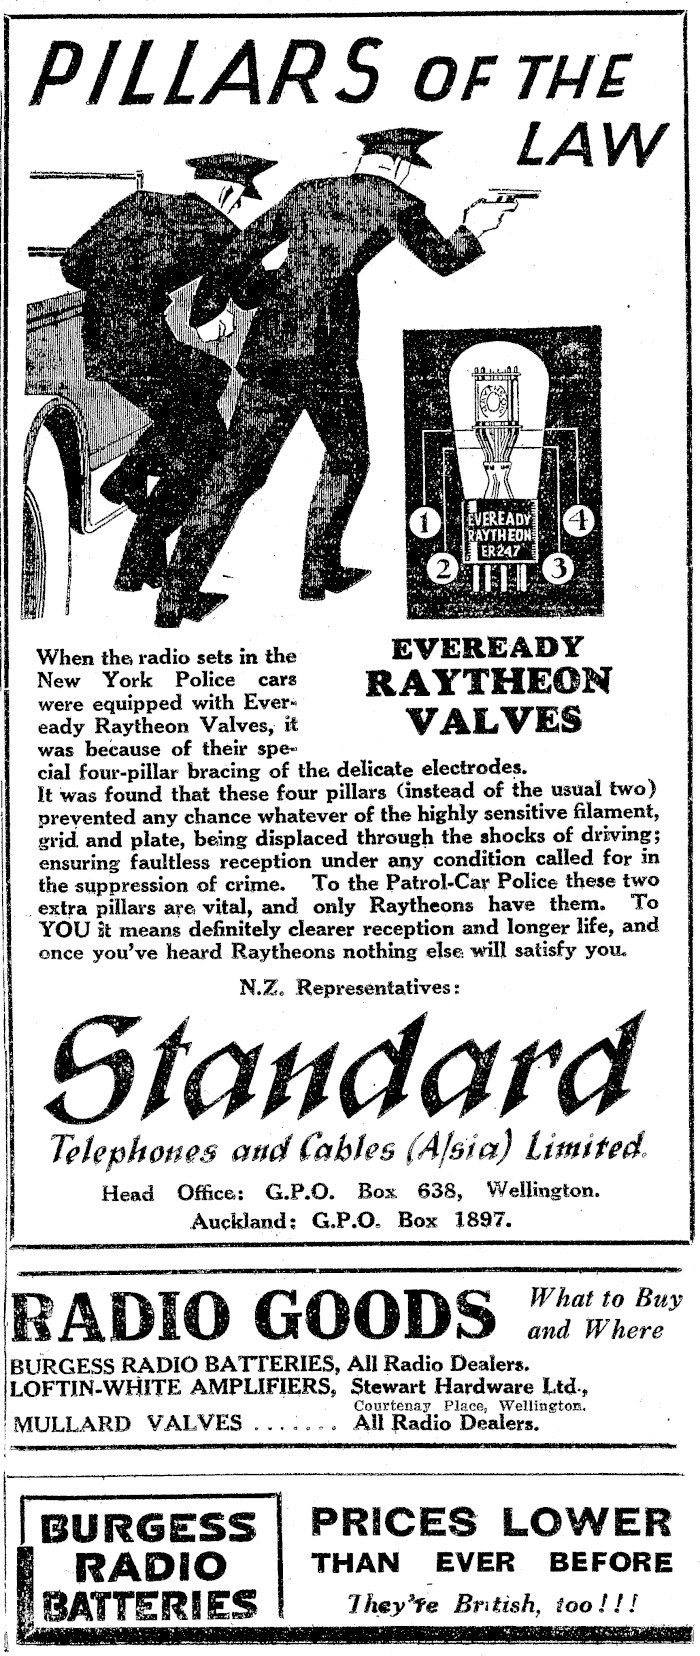 PILLARS OF THE
LAW
1
2
3
4
EVEREADY
RAYTHEON
ER247
EVEREADY
RAYTHEON
VALVES
When the radio sets in the
New York Police cars
were equipped with Ever-
eady Raytheon Valves, it
was because of their spe-
cial four-pillar bracing of the delicate electrodes.
It was found that these four pillars (instead of the usual two)
prevented any chance whatever of the highly sensitive filament,
grid and plate, being displaced through the shocks of driving;
ensuring faultless reception under any condition called for in
the suppression of crime. To the Patrol-Car Police these two
extra pillars are vital, and only Raytheons have them. To
YOU it means definitely clearer reception and longer life, and
once you've heard Raytheons nothing else will satisfy you.
N.Z. Representatives:
Standard
Telephones and Cables (A/sia) Limited.
Head Office: G.P.O. Box 638, Wellington.
Auckland: G.P.O. Box 1897.
RADIO GOODS
What to Buy
and Where
BURGESS RADIO BATTERIES, All Radio Dealers.
LOFTIN-WHITE AMPLIFIERS, Stewart Hardware Ltd.,
Courtenay Place, Wellington.
MULLARD VALVES ....... All Radio Dealers.
BURGESS
RADIO
BATTERIES
PRICES LOWER
THAN EVER BEFORE
They're British, too!!!